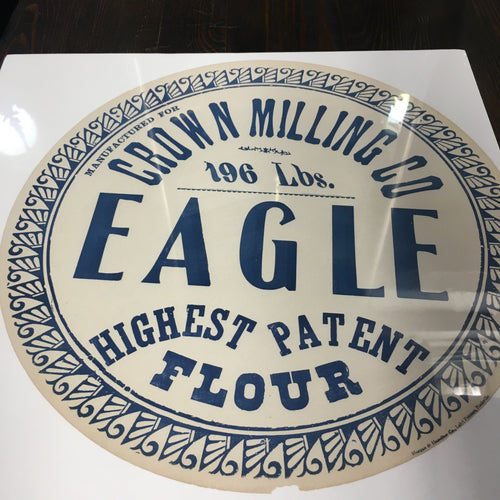 MANUFACTURED FOR
CROWN MILLING CO
196 Lbs.
EAGLE
HIGHEST PATENT
FLOUR